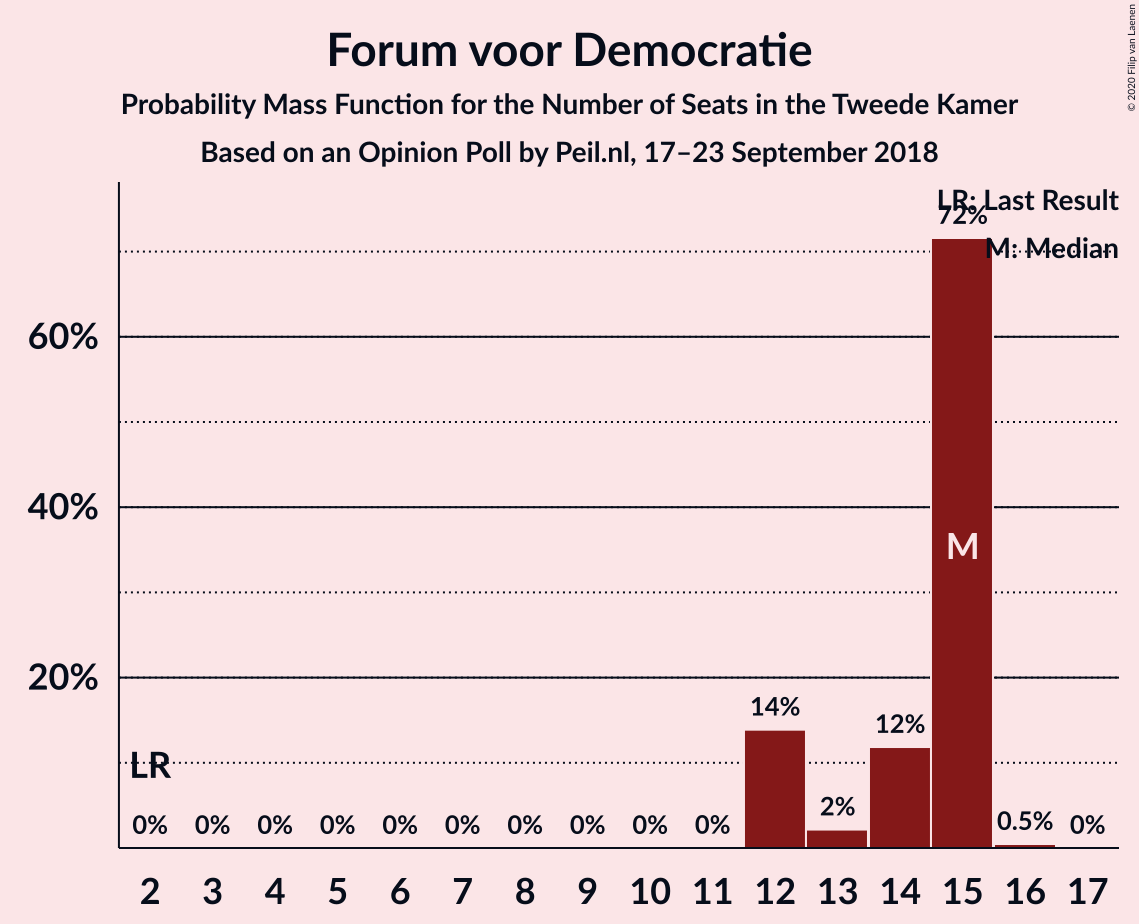 Forum voor Democratie
Probability Mass Function for the Number of Seats in the Tweede Kamer
Based on an Opinion Poll by Peil.nl, 17–23 September 2018
© 2020 Filip van Laenen
LR: Last Result
M: Median
72%
60%
40%
20%
M
LR
0% 0% 0% 0% 0% 0% 0% 0% 0% 0% 14% 2% 12% 0.5% 0%
2 3 4 5 6 7 8 9 10 11 12 13 14 15 16 17